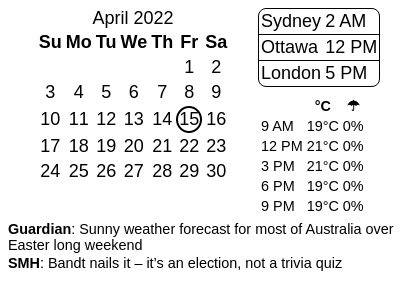 April 2022
Su Mo Tu We Th Fr Sa
1 2
3 4 5 6 7 8 9
10 11 12 13 14 15 16
17 18 19 20 21 22 23
24 25 26 27 28 29 30
Sydney 2 AM
Ottawa 12 PM
London 5 PM
°C ☂
9 AM 19°C 0%
12 PM 21°C 0%
3 PM 21°C 0%
6 PM 19°C 0%
9 PM 19°C 0%
Guardian: Sunny weather forecast for most of Australia over
Easter long weekend
SMH: Bandt nails it – it’s an election, not a trivia quiz